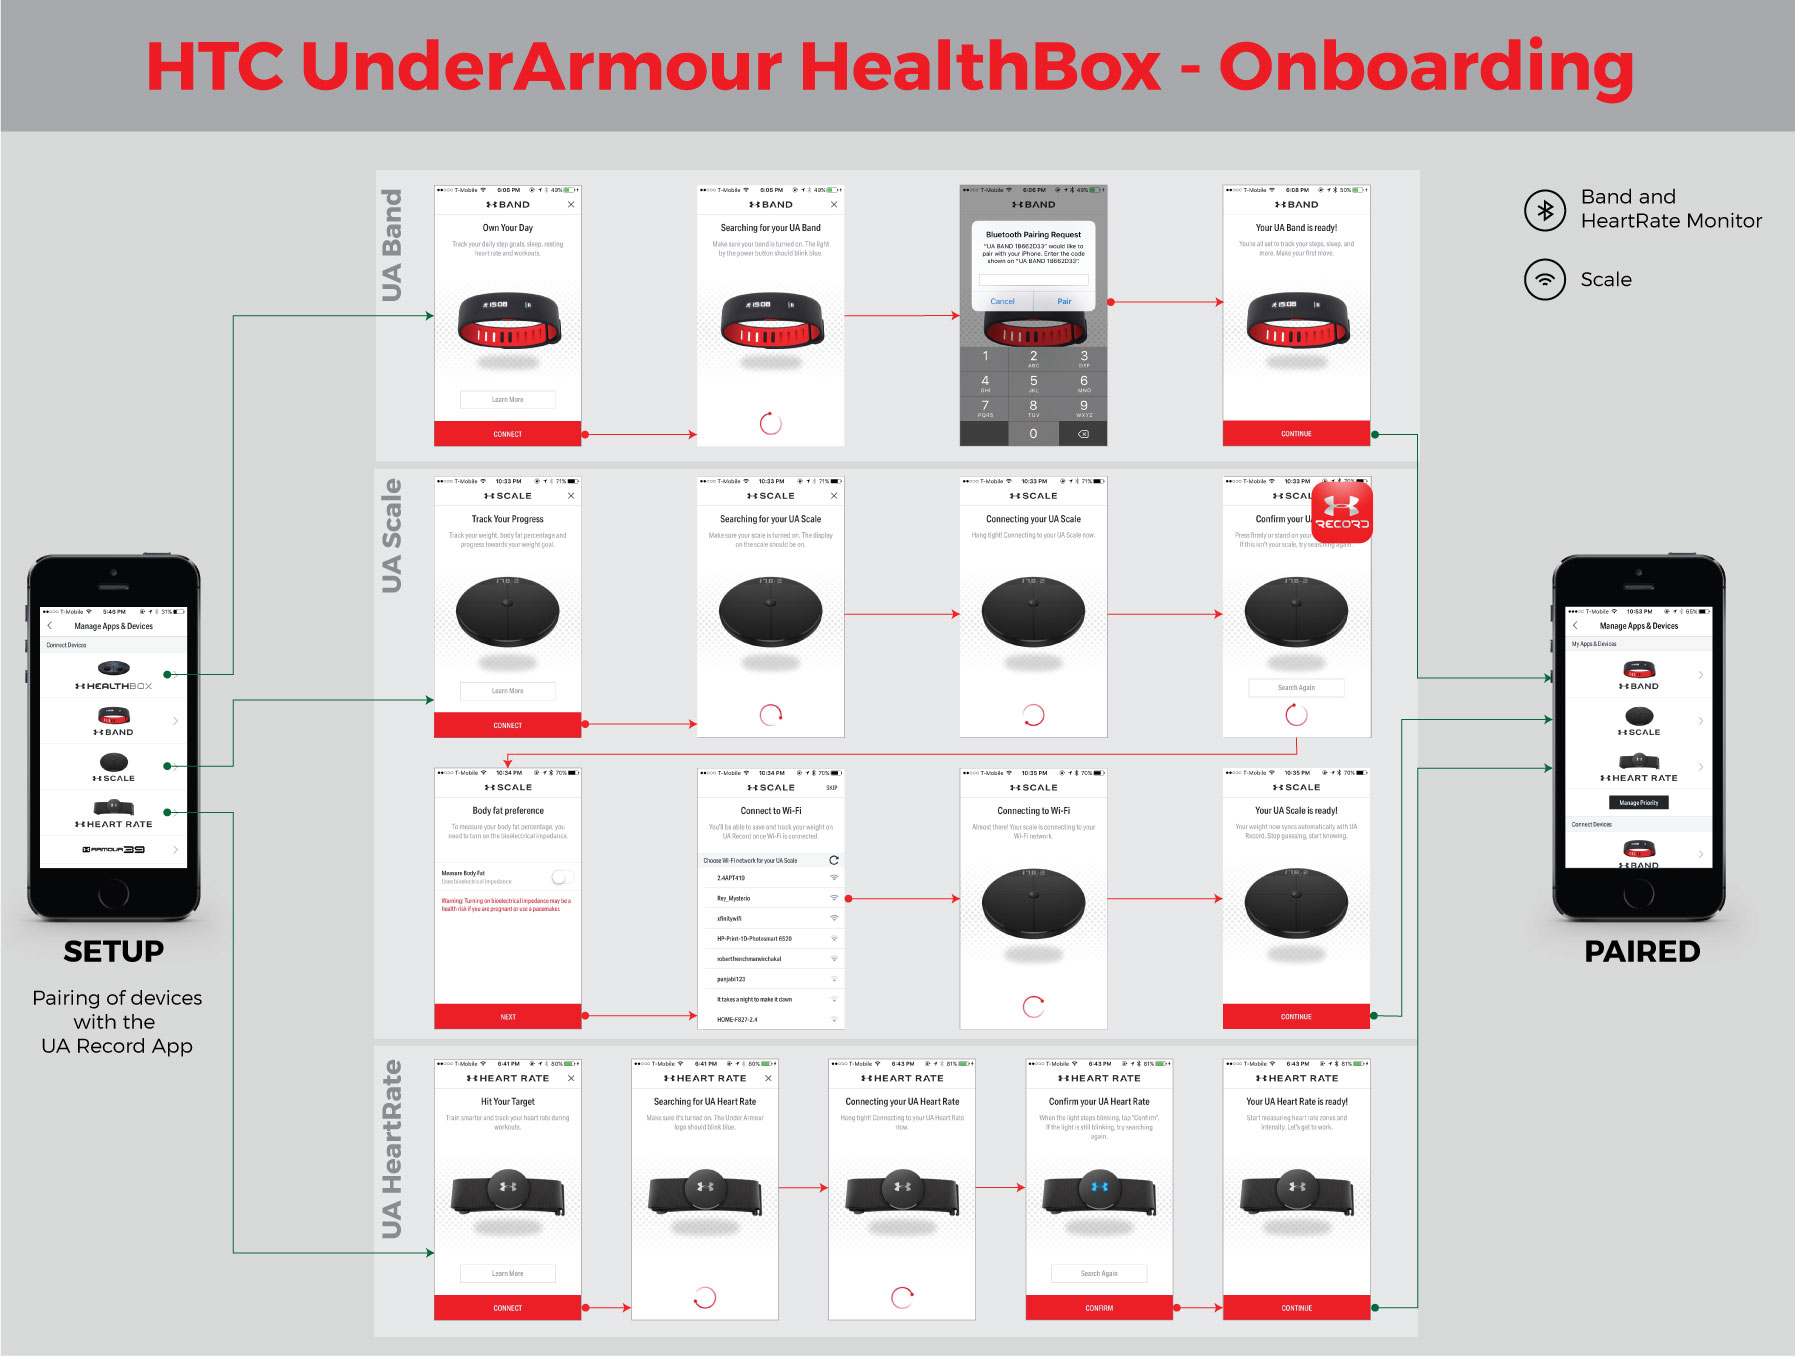 HTC UnderArmour HealthBox - Onboarding
Band and
HeartRate Monitor
Scale
UA Band
T-Mobile 6:06 PM 49%
BAND
Own Your Day
Track your daily step goals, sleep, resting
heart rate and workouts.
15:08
Learn More
CONNECT
T-Mobile 6:06 PM 49%
BAND
Searching for your UA Band
Make sure your band is turned on. The light
by the power button should blink blue.
15:08
T-Mobile 6:06 PM 49%
BAND
Bluetooth Pairing Request
"UA BAND 18662D33" would like to
pair with your iPhone. Enter the code
shown on "UA BAND 18662D33".
Cancel Pair
1 2 3
ABC DEF
4 5 6
GHI JKL MNO
7 8 9
PQRS TUV WXYZ
0
T-Mobile 6:08 PM 50%
BAND
Your UA Band is ready!
You're all set to track your steps, sleep, and
more. Make your first move.
15:08
CONTINUE
UA Scale
T-Mobile 10:33 PM 71%
SCALE
Track Your Progress
Track your weight, body fat percentage and
progress towards your weight goal.
Learn More
CONNECT
T-Mobile 10:33 PM 71%
SCALE
Searching for your UA Scale
Make sure your scale is turned on. The display
on the scale should be on.
T-Mobile 10:33 PM 71%
SCALE
Connecting your UA Scale
Hang tight! Connecting to your UA Scale now.
T-Mobile 10:33 PM 70%
Confirm your
Press firmly or stand on your
If this isn't your scale, try searching again.
RECORD
Search Again
T-Mobile 10:34 PM 70%
SCALE
Body fat preference
To measure your body fat percentage, you
need to turn on the bioelectrical impedance.
Measure Body Fat
Uses bioelectrical impedance
Warning: Turning on bioelectrical impedance may be a
health risk if you are pregnant or use a pacemaker.
NEXT
T-Mobile 10:34 PM 70%
SCALE SKIP
Connect to Wi-Fi
You'll be able to save and track your weight on
UA Record once Wi-Fi is connected.
Choose Wi-Fi network for your UA Scale
2.4APT419
Rey_Mysterio
xfinitywifi
HP-Print-1D-Photosmart 6520
roberthenchmanwirchakal
panjabi123
It takes a night to make it dawn
HOME-F827-2.4
T-Mobile 10:35 PM 70%
SCALE
Connecting to Wi-Fi
Almost there! Your scale is connecting to your
Wi-Fi network.
T-Mobile 10:35 PM 70%
SCALE
Your UA Scale is ready!
Your weight now syncs automatically with UA
Record. Stop guessing, start knowing.
CONTINUE
UA HeartRate
T-Mobile 6:41 PM 80%
HEART RATE
Hit Your Target
Train smarter and track your heart rate during
workouts.
Learn More
CONNECT
T-Mobile 6:41 PM 80%
HEART RATE
Searching for UA Heart Rate
Make sure it's turned on. The Under Armour
logo should blink blue.
T-Mobile 6:43 PM 81%
HEART RATE
Connecting your UA Heart Rate
Hang tight! Connecting to your UA Heart Rate
now.
T-Mobile 6:43 PM 81%
HEART RATE
Confirm your UA Heart Rate
When the light stops blinking, tap "Confirm".
If the light is still blinking, try searching
again.
Search Again
CONFIRM
T-Mobile 6:43 PM 81%
HEART RATE
Your UA Heart Rate is ready!
Start measuring heart rate zones and
intensity. Let's get to work.
CONTINUE
T-Mobile 5:46 PM 31%
Manage Apps & Devices
Connect Devices
HEALTHBOX
BAND
SCALE
HEART RATE
ARMOUR39
SETUP
Pairing of devices
with the
UA Record App
T-Mobile 10:53 PM 65%
Manage Apps & Devices
My Apps & Devices
BAND
SCALE
HEART RATE
Manage Priority
Connect Devices
BAND
PAIRED